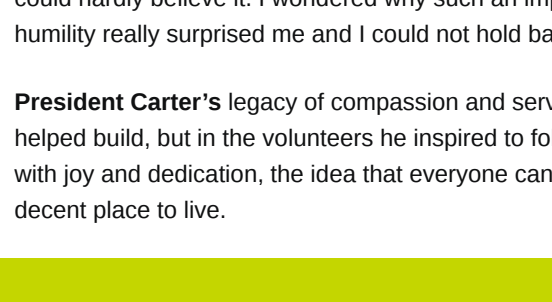 could hardly believe it. I wondered why such an
humility really surprised me and I could not hold
President Carter’s legacy of compassion and
helped build, but in the volunteers he inspired to
with joy and dedication, the idea that everyone can
decent place to live.